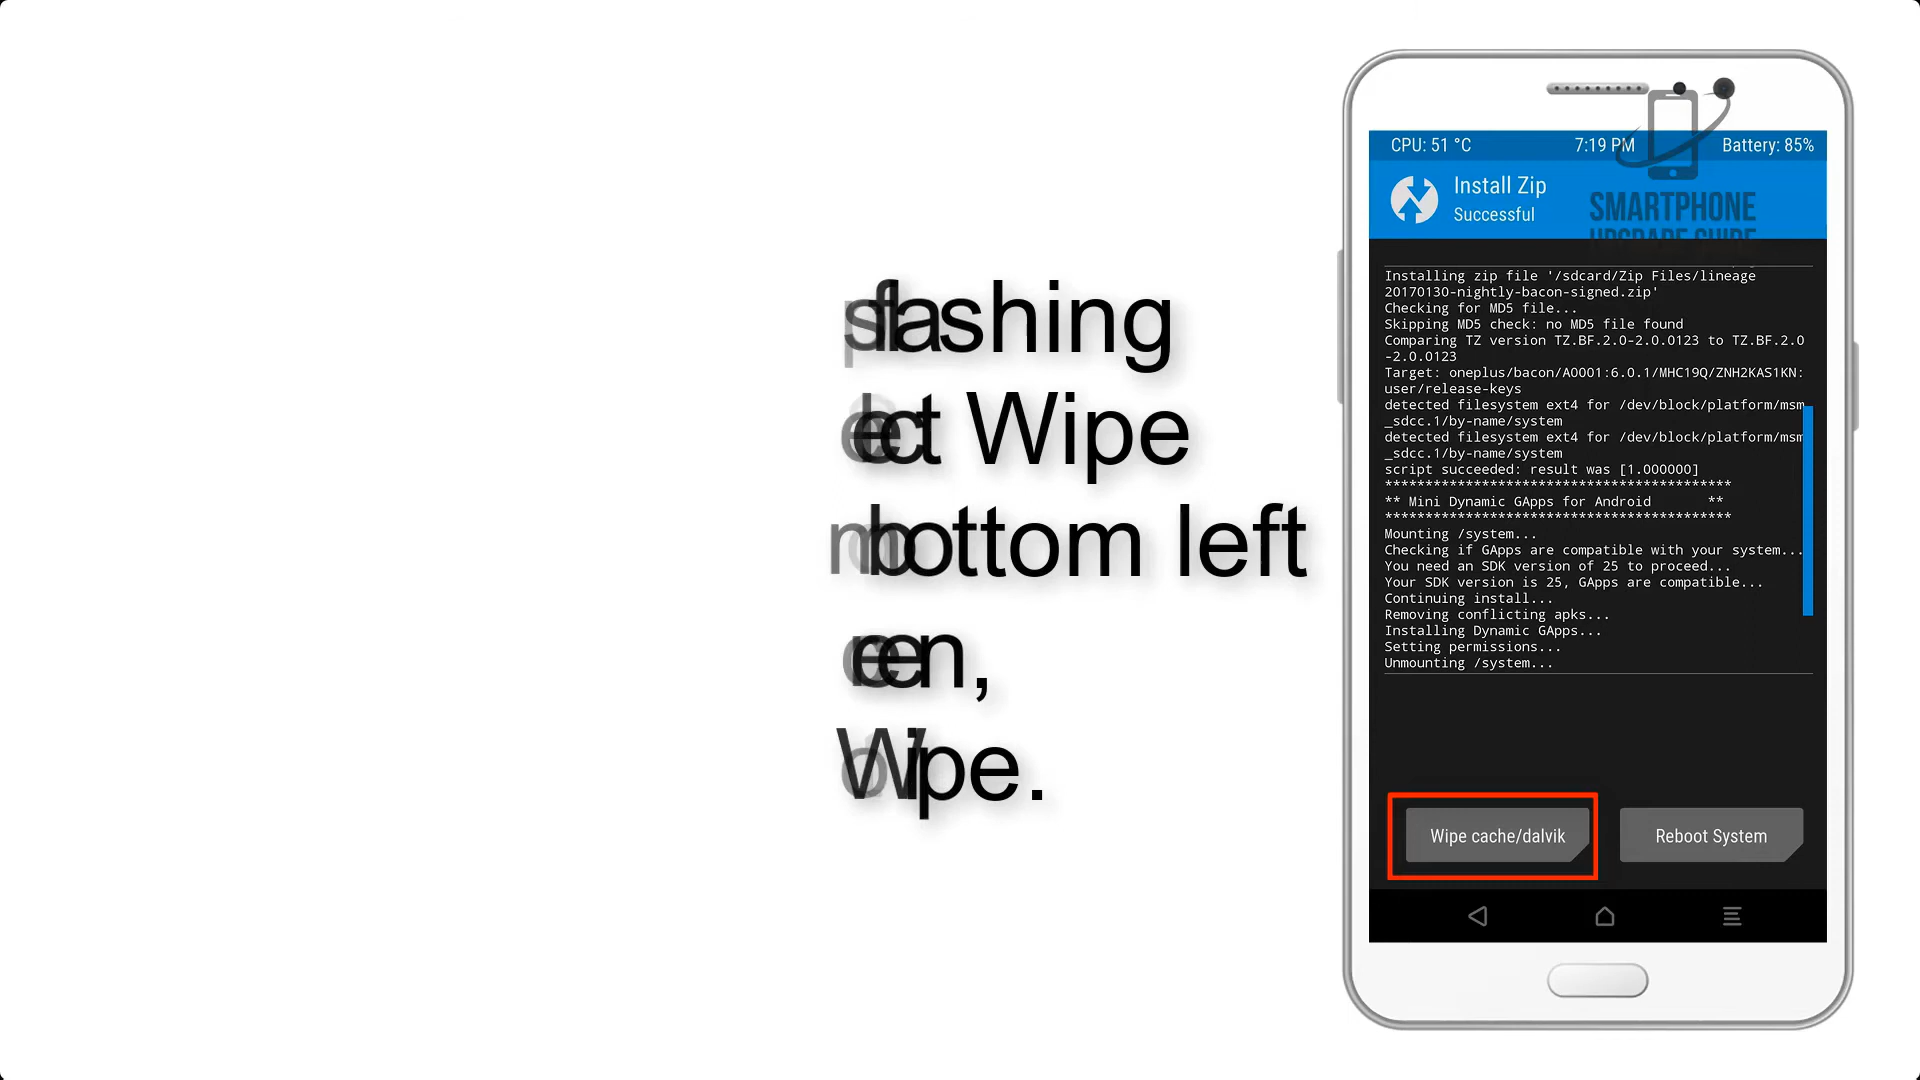 flashing
lect Wipe
bottom left
reen,
Wipe.
CPU: 51 °C 7:19 PM Battery: 85%
Install Zip
Successful
SMARTPHONE
UPGRADE GUIDE
Installing zip file '/sdcard/Zip Files/lineage
20170130-nightly-bacon-signed.zip'
Checking for MD5 file...
Skipping MD5 check: no MD5 file found
Comparing TZ version TZ.BF.2.0-2.0.0123 to TZ.BF.2.0
-2.0.0123
Target: oneplus/bacon/A0001:6.0.1/MHC19Q/ZNH2KAS1KN:
user/release-keys
detected filesystem ext4 for /dev/block/platform/msm
_sdcc.1/by-name/system
detected filesystem ext4 for /dev/block/platform/msm
_sdcc.1/by-name/system
script succeeded: result was [1.000000]
*******************************************
** Mini Dynamic GApps for Android **
*******************************************
Mounting /system...
Checking if GApps are compatible with your system...
You need an SDK version of 25 to proceed...
Your SDK version is 25, GApps are compatible...
Continuing install...
Removing conflicting apks...
Installing Dynamic GApps...
Setting permissions...
Unmounting /system...
Wipe cache/dalvik
Reboot System